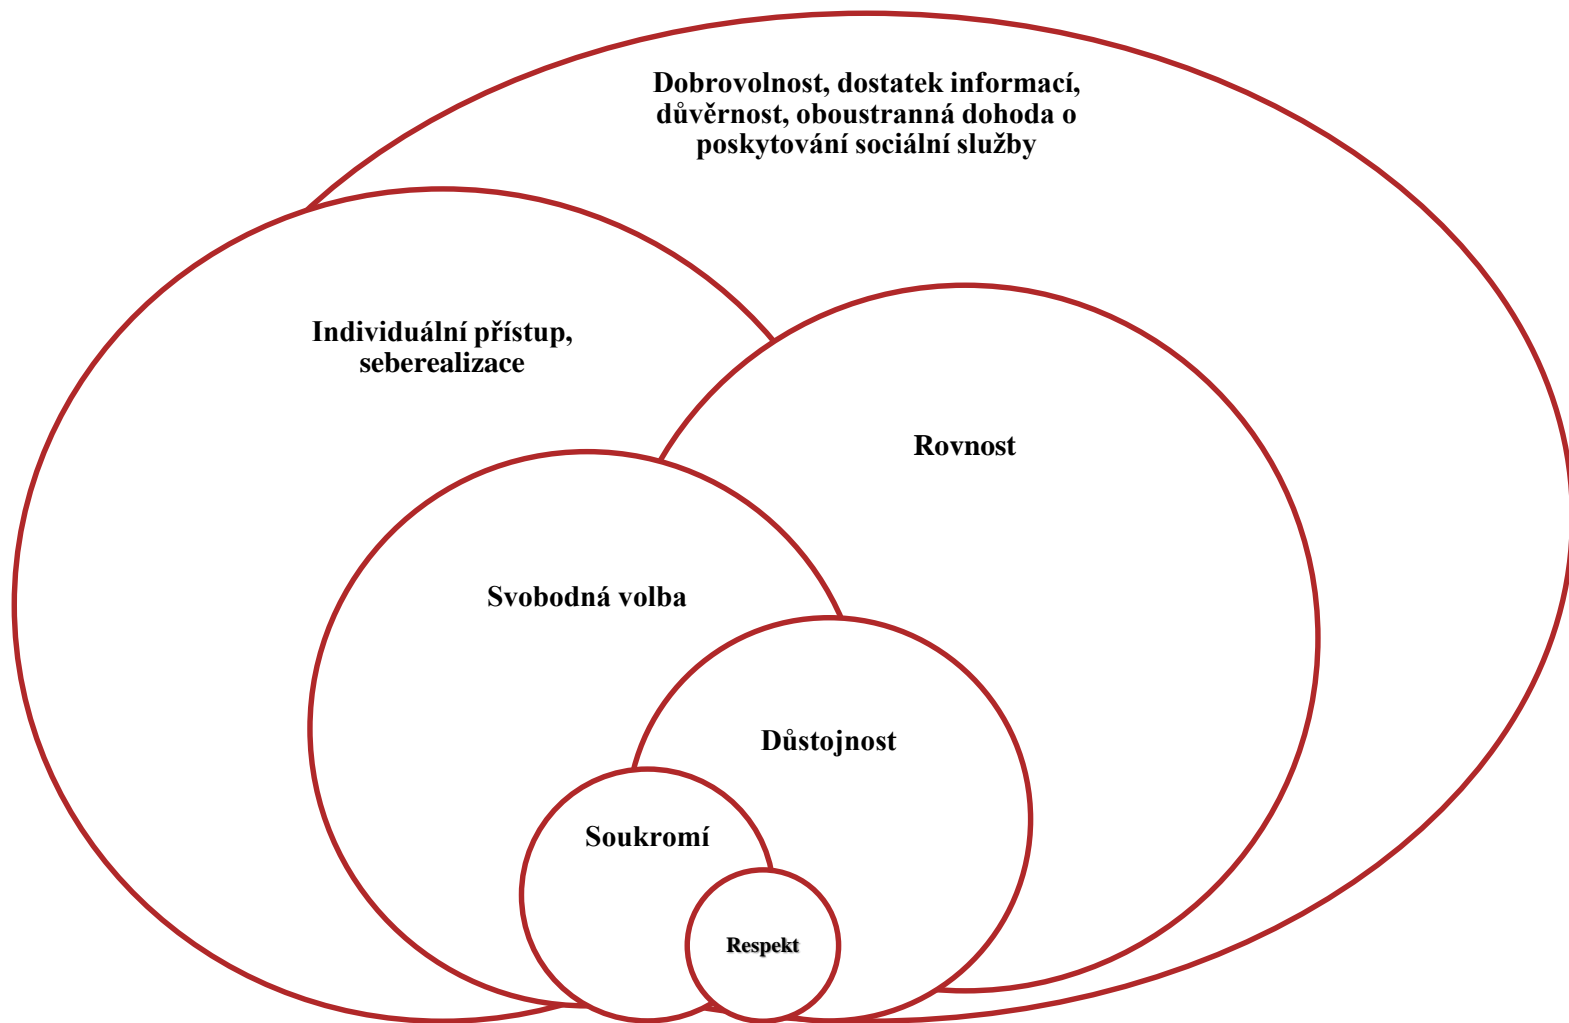 Dobrovolnost, dostatek informací,
důvěrnost, oboustranná dohoda o
poskytování sociální služby
Individuální přístup,
seberealizace
Rovnost
Svobodná volba
Důstojnost
Soukromí
Respekt